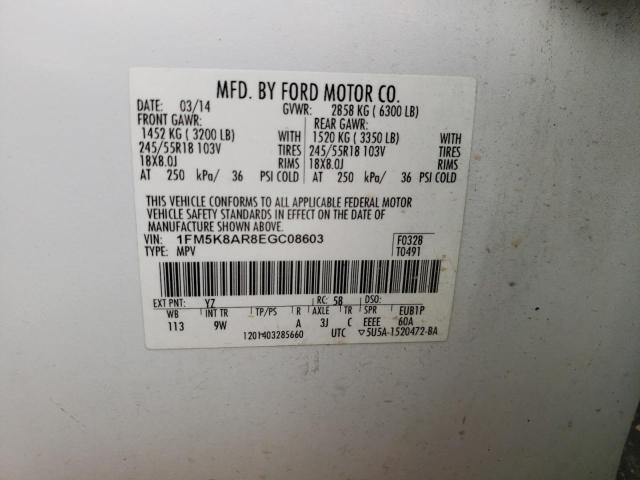 MFD. BY FORD MOTOR CO.
DATE: 03/14 GVWR: 2858 KG ( 6300 LB)
FRONT GAWR: REAR GAWR:
1452 KG ( 3200 LB) WITH 1520 KG ( 3350 LB) WITH
245/55R18 103V TIRES 245/55R18 103V TIRES
18X8.0J RIMS 18X8.0J RIMS
AT 250 kPa/ 36 PSI COLD AT 250 kPa/ 36 PSI COLD
THIS VEHICLE CONFORMS TO ALL APPLICABLE FEDERAL MOTOR
VEHICLE SAFETY STANDARDS IN EFFECT ON THE DATE OF
MANUFACTURE SHOWN ABOVE.
VIN: 1FM5K8AR8EGC08603 F0328
TYPE: MPV T0491
EXT PNT: YZ RC: 58 DSO:
WB INT TR TP/PS R AXLE TR SPR EUB1P
113 9W A 3J C EEEE 60A
1201403285660 UTC ▽5U5A-1520472-BA